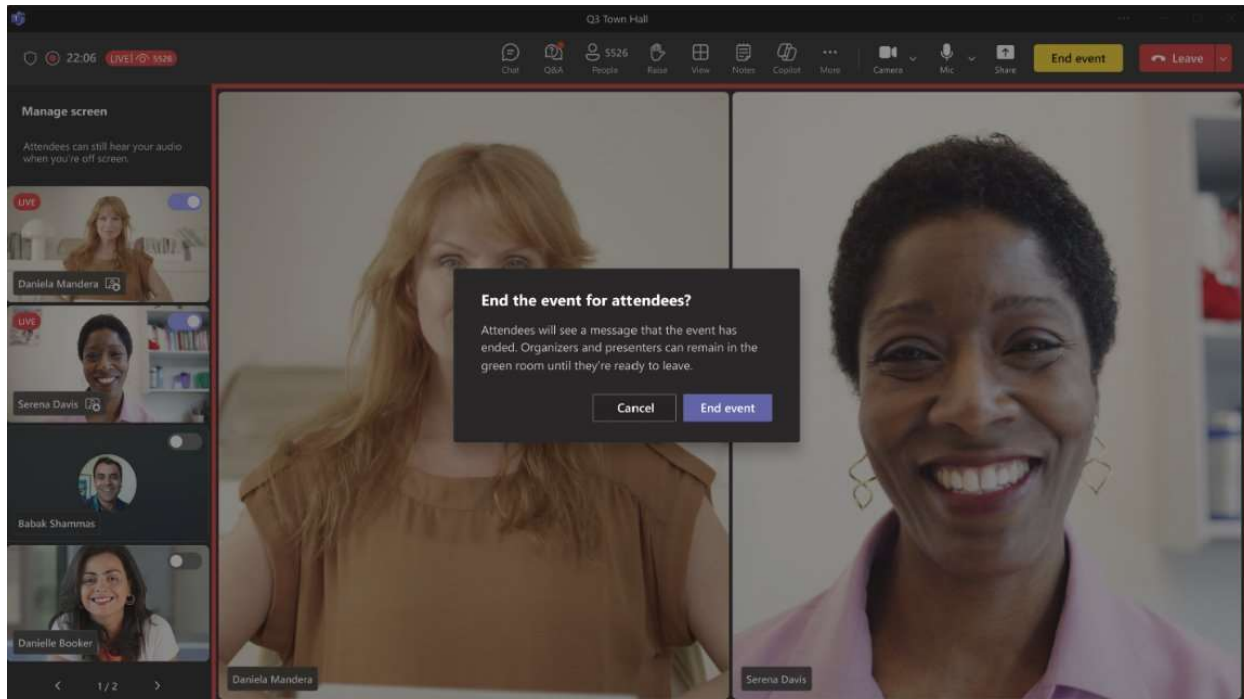 Q3 Town Hall
22:06 LIVE 5526
Chat
Q&A
5526
People
Raise
View
Notes
Copilot
More
Camera
Mic
Share
End event
Leave
Manage screen
Attendees can still hear your audio
when you're off screen.
LIVE
Daniela Mandera
LIVE
Serena Davis
Babak Shammas
Danielle Booker
1/2
End the event for attendees?
Attendees will see a message that the event has
ended. Organizers and presenters can remain in the
green room until they're ready to leave.
Cancel
End event
Daniela Mandera
Serena Davis